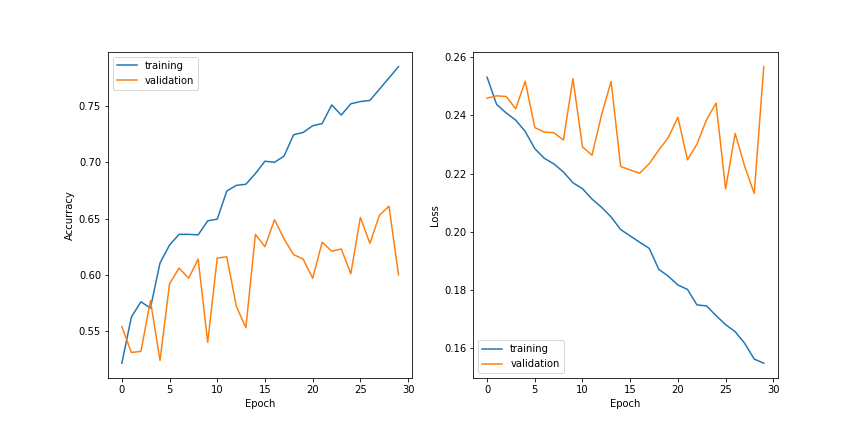 training
validation
0.75
0.70
0.65
0.60
0.55
Accurracy
0 5 10 15 20 25 30
Epoch
0.26
0.24
0.22
0.20
0.18
0.16
Loss
training
validation
0 5 10 15 20 25 30
Epoch